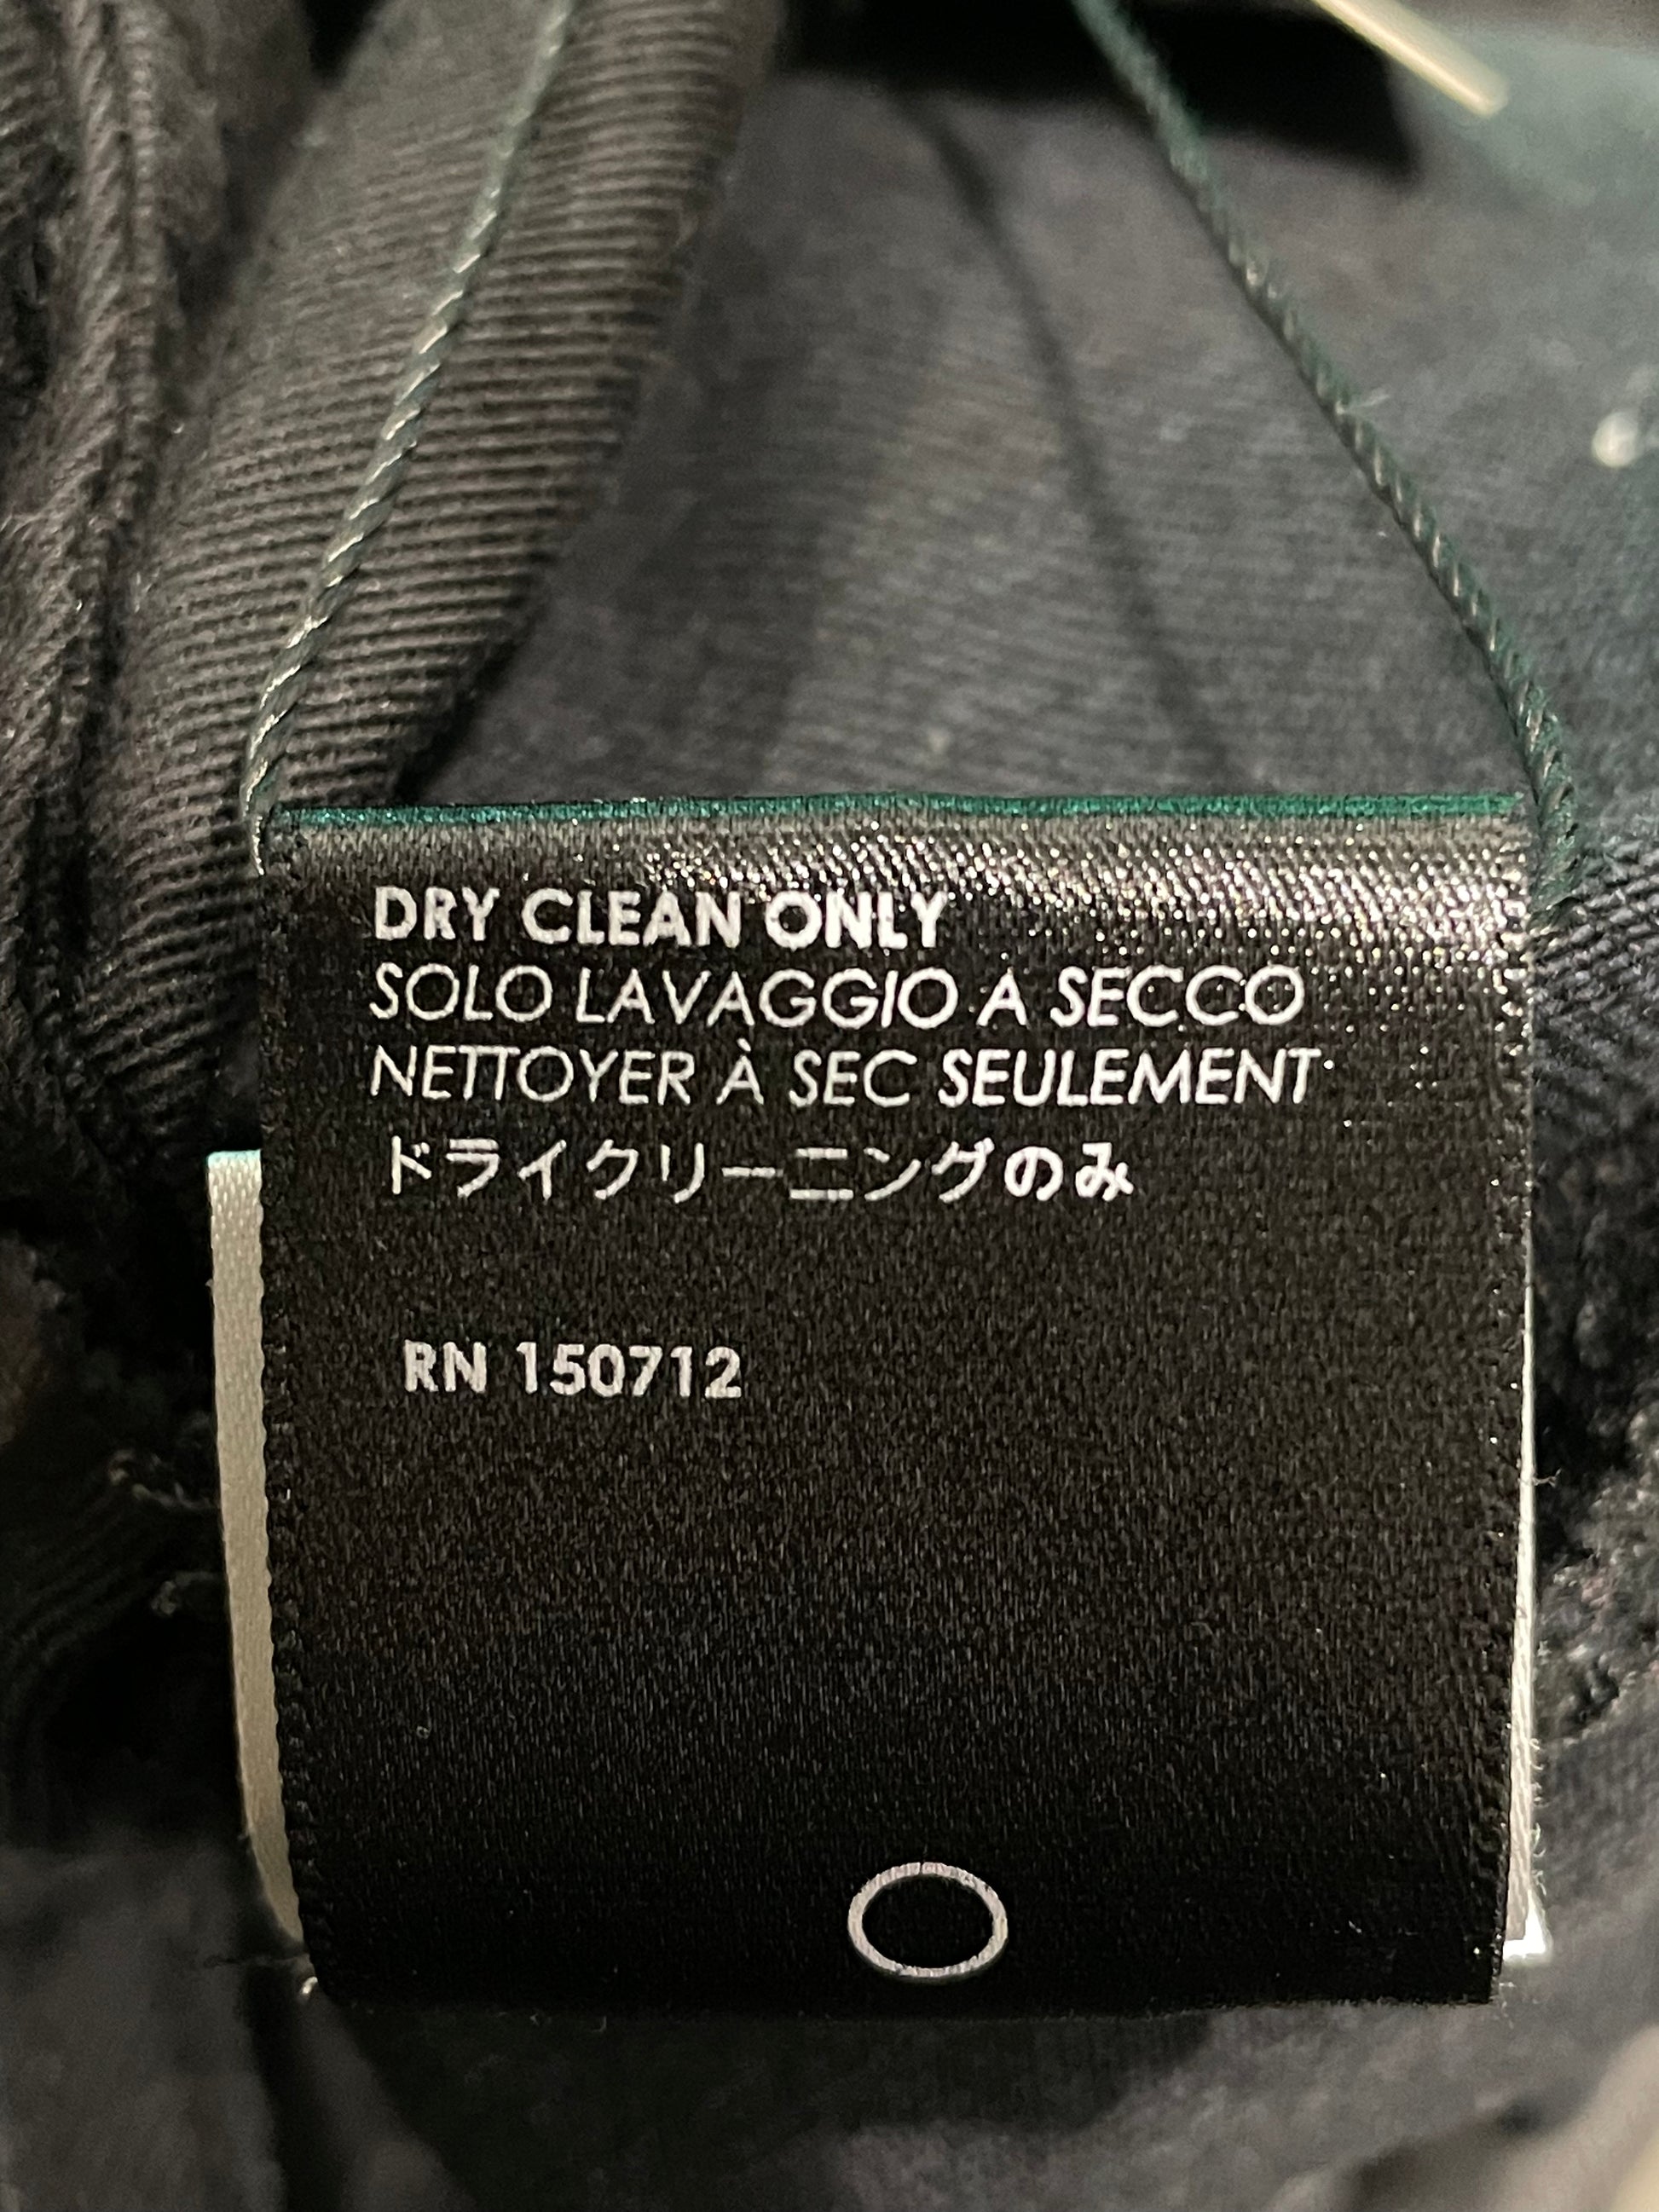 DRY CLEAN ONLY
SOLO LAVAGGIO A SECCO
NETTOYER À SEC SEULEMENT
ドライクリーニングのみ
RN 150712